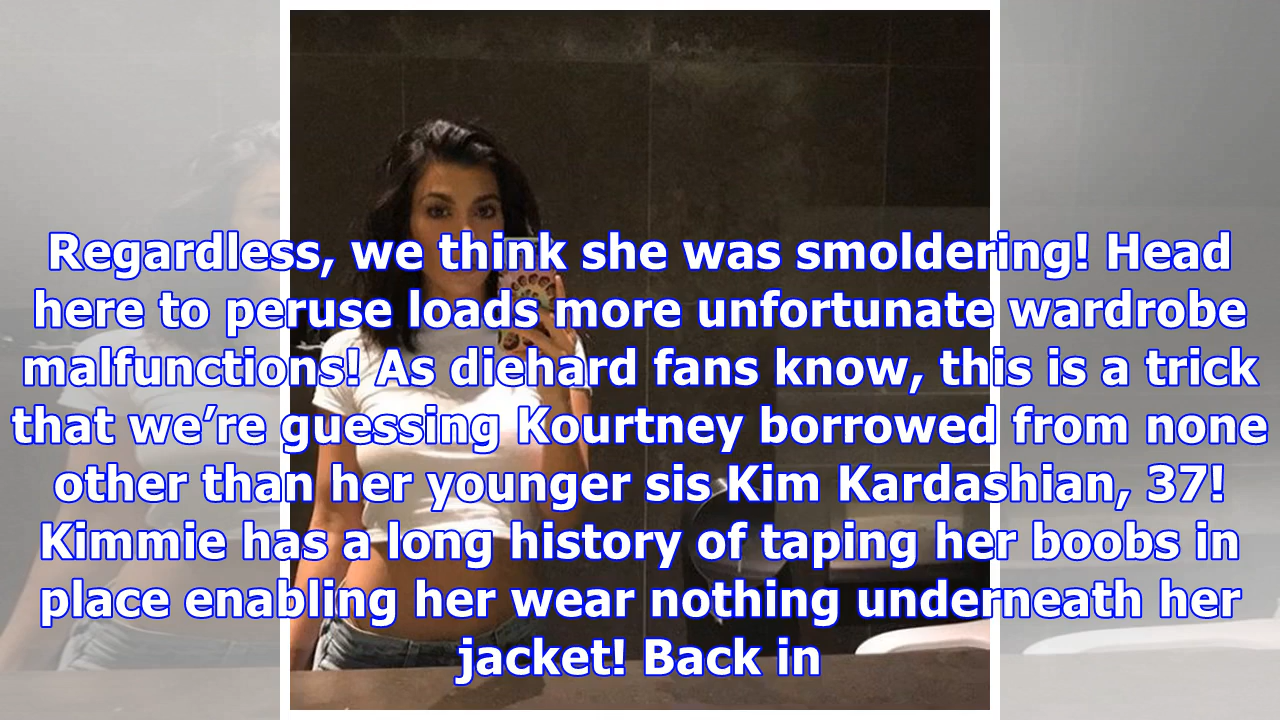 Regardless, we think she was smoldering! Head
here to peruse loads more unfortunate wardrobe
malfunctions! As diehard fans know, this is a trick
that we’re guessing Kourtney borrowed from none
other than her younger sis Kim Kardashian, 37!
Kimmie has a long history of taping her boobs in
place enabling her wear nothing underneath her
jacket! Back in